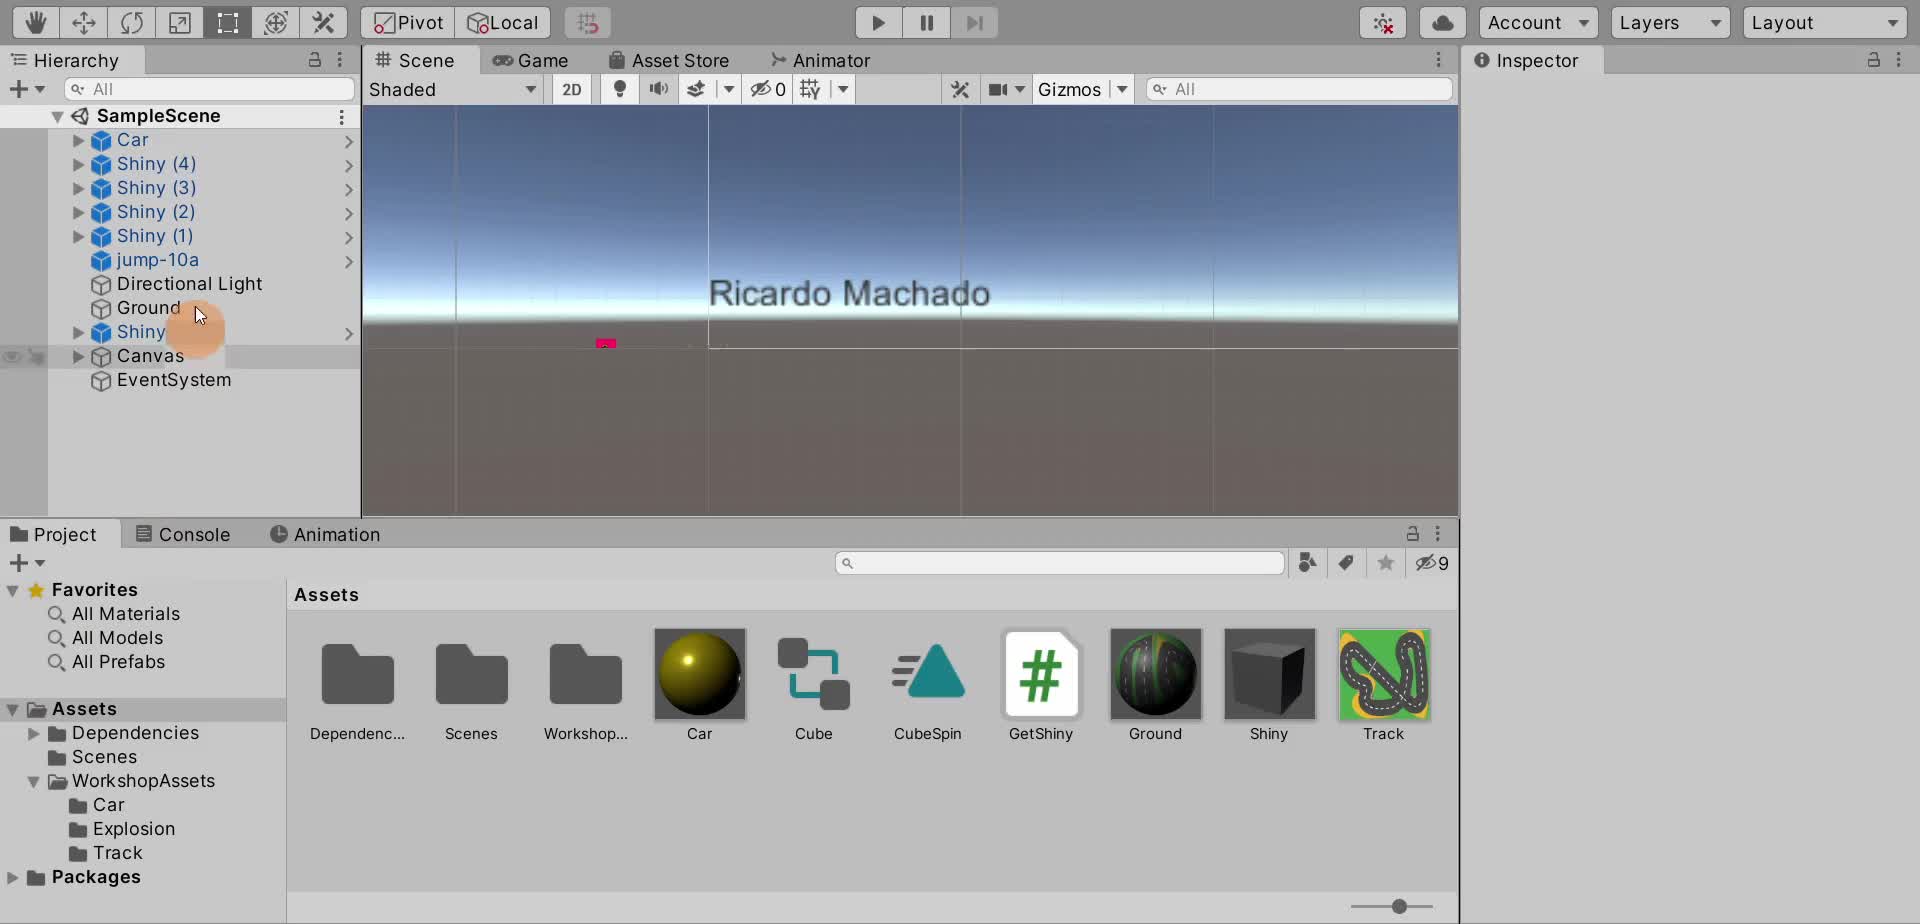 Pivot Local Account Layers Layout
Hierarchy Scene Game Asset Store Animator Inspector
All Shaded 2D 0 Gizmos All
SampleScene
Car
Shiny (4)
Shiny (3)
Shiny (2)
Shiny (1)
jump-10a
Directional Light
Ground
Shiny
Canvas
EventSystem
Ricardo Machado
Project Console Animation
9
Favorites
All Materials
All Models
All Prefabs
Assets
Dependencies
Scenes
WorkshopAssets
Car
Explosion
Track
Packages
Assets
Dependenc... Scenes Workshop... Car Cube CubeSpin GetShiny Ground Shiny Track